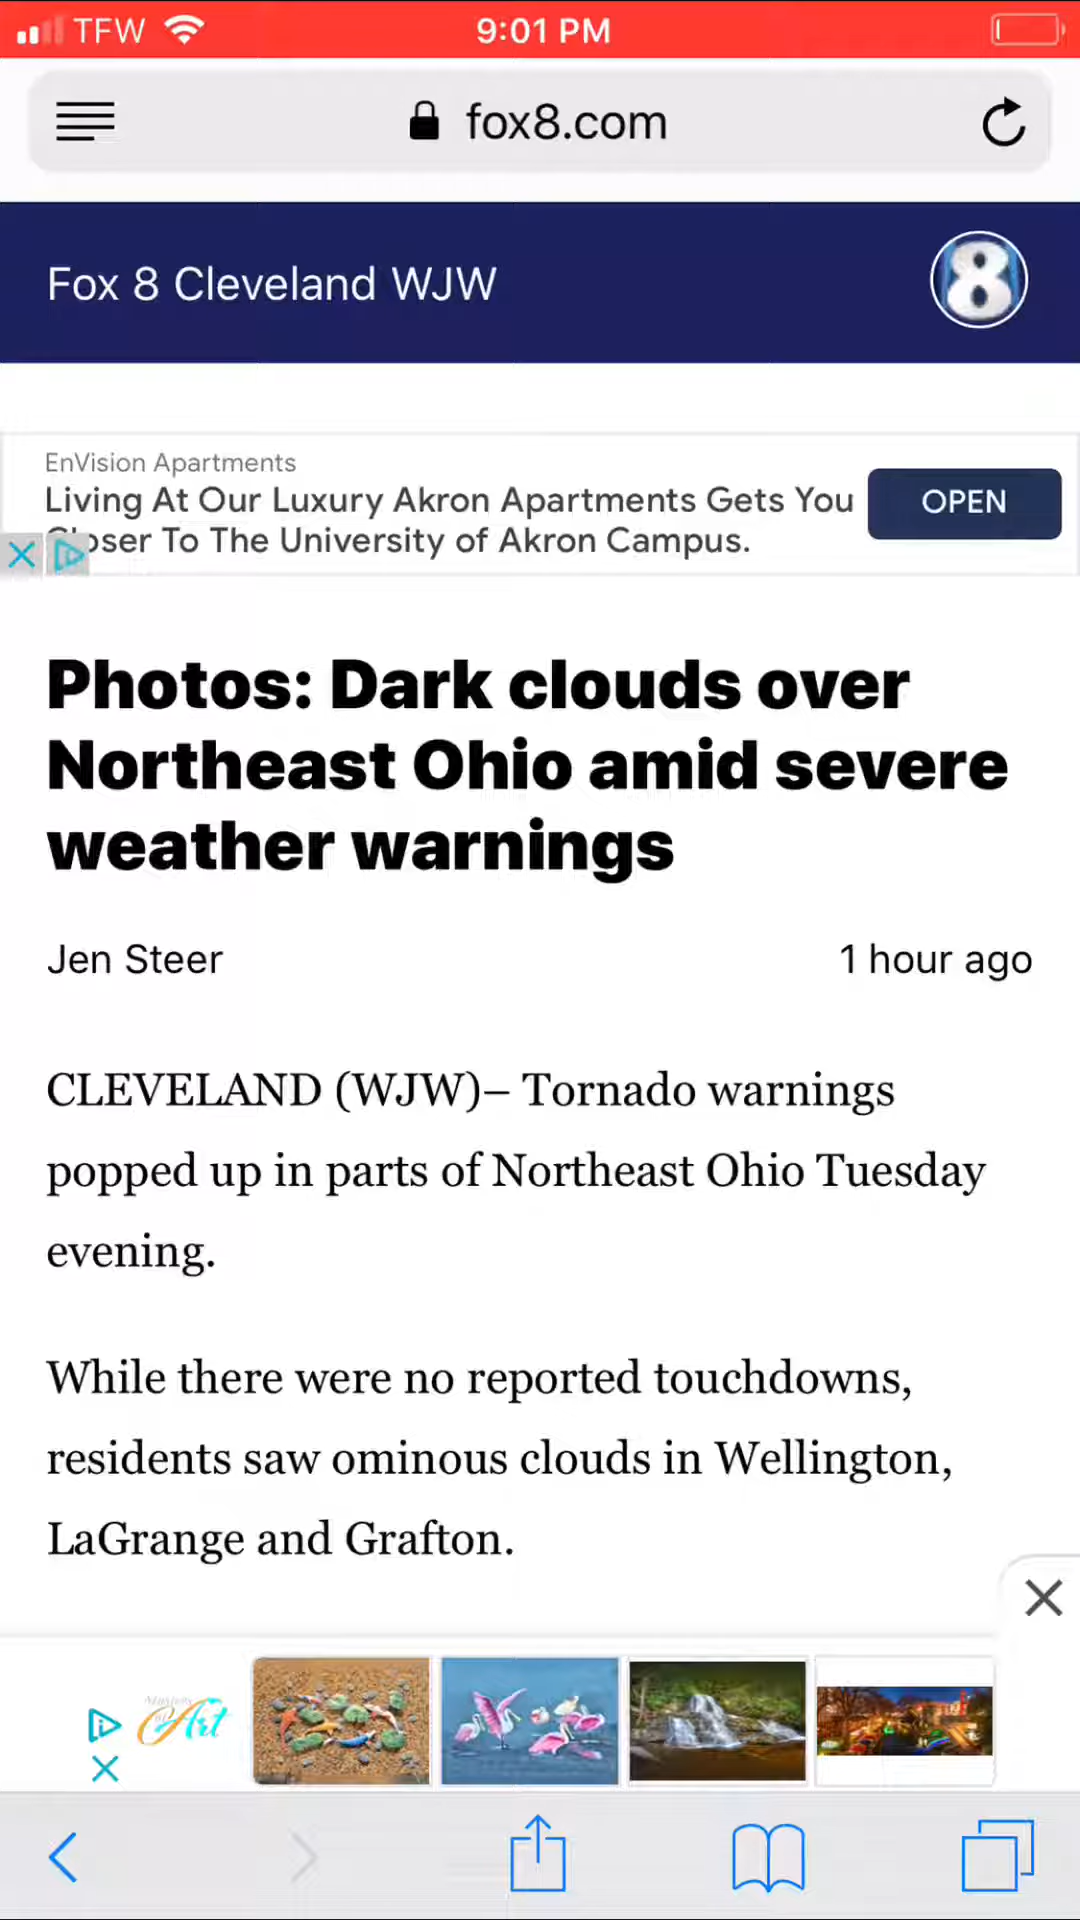 TFW 9:01 PM
fox8.com
Fox 8 Cleveland WJW
8
EnVision Apartments
Living At Our Luxury Akron Apartments Gets You
OPEN
oser To The University of Akron Campus.
Photos: Dark clouds over
Northeast Ohio amid severe
weather warnings
Jen Steer 1 hour ago
CLEVELAND (WJW)– Tornado warnings
popped up in parts of Northeast Ohio Tuesday
evening.
While there were no reported touchdowns,
residents saw ominous clouds in Wellington,
LaGrange and Grafton.
Art